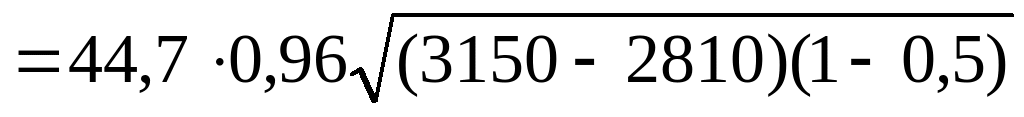 =44,7 ·0,96√(3150 − 2810)(1 − 0,5)